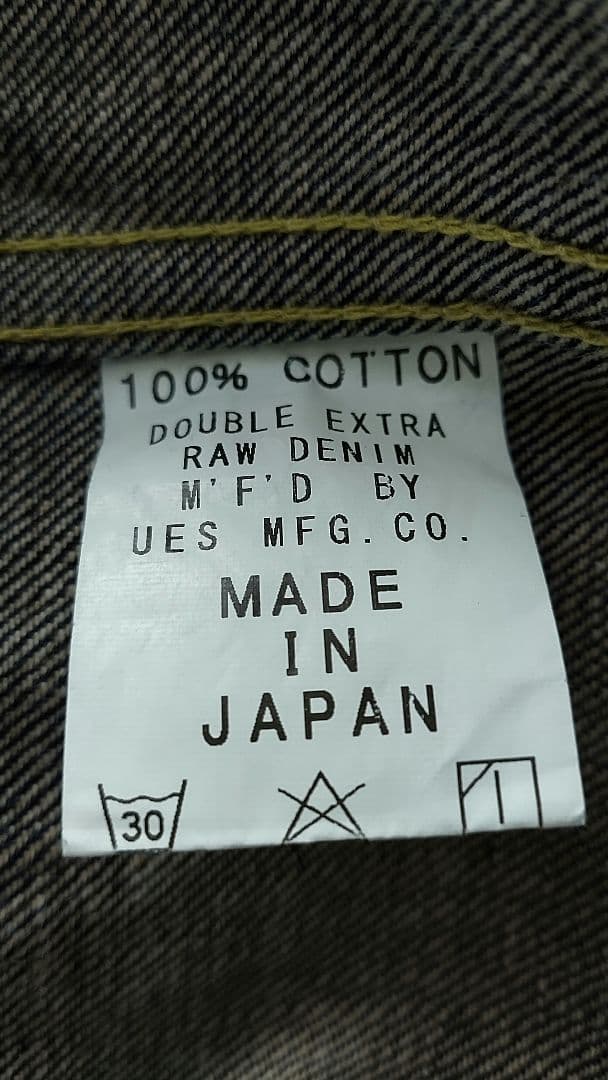 100% COTTON
DOUBLE EXTRA
RAW DENIM
M'F'D BY
UES MFG. CO.
MADE
IN
JAPAN
30